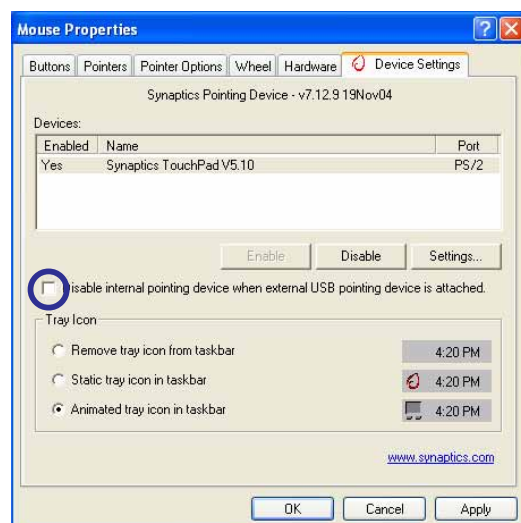 Mouse Properties
Buttons Pointers Pointer Options Wheel Hardware Device Settings
Synaptics Pointing Device - v7.12.9 19Nov04
Devices:
Enabled Name Port
Yes Synaptics TouchPad V5.10 PS/2
Enable Disable Settings...
Disable internal pointing device when external USB pointing device is attached.
Tray Icon
Remove tray icon from taskbar 4:20 PM
Static tray icon in taskbar 4:20 PM
Animated tray icon in taskbar 4:20 PM
www.synaptics.com
OK Cancel Apply